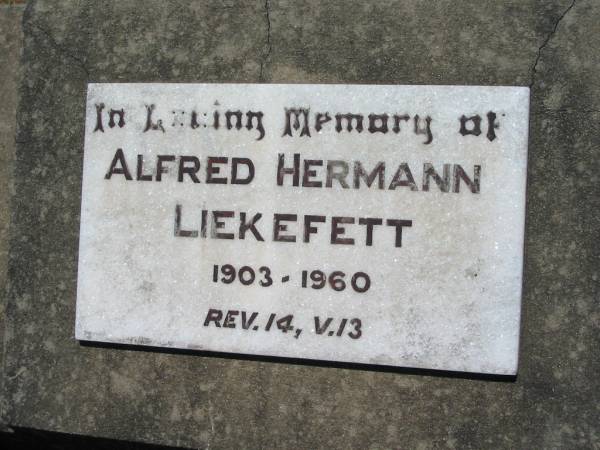 In Loving Memory of
ALFRED HERMANN
LIEKEFETT
1903 - 1960
REV. 14, V. 13